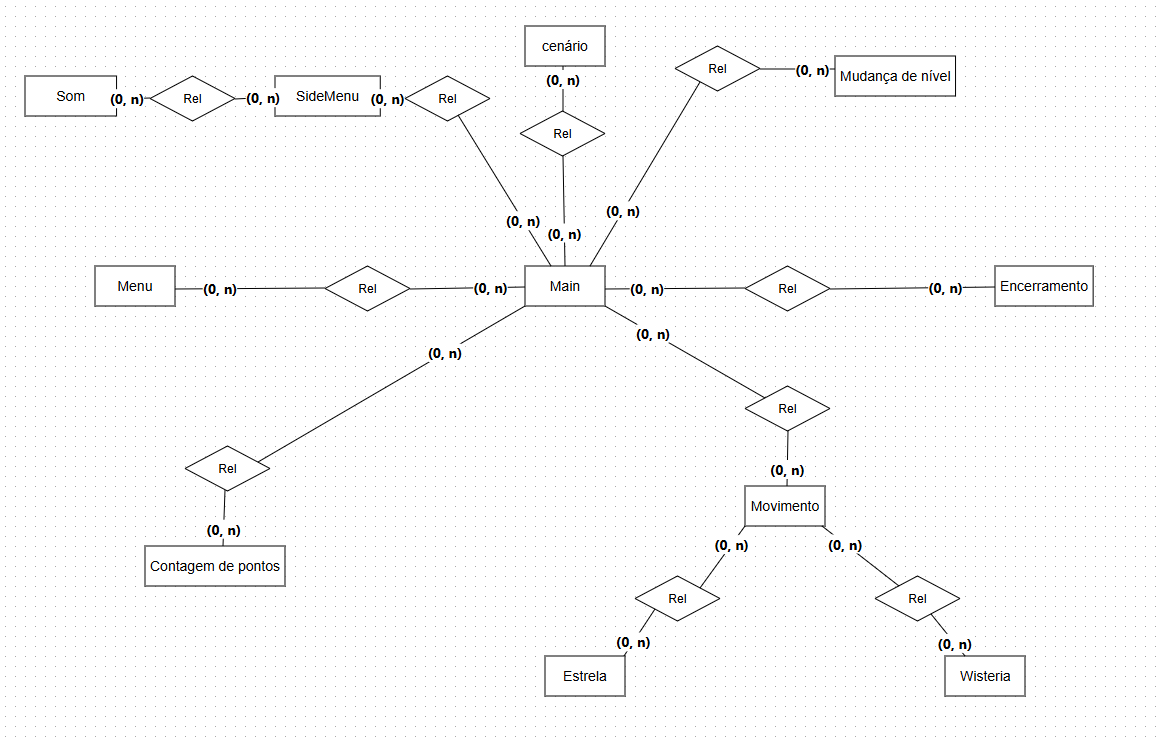 cenário
(0, n)
Rel
(0, n)
Rel
(0, n)
Mudança de nível
(0, n)
Som
(0, n)
Rel
(0, n)
SideMenu
(0, n)
Rel
(0, n)
Menu
(0, n)
Rel
(0, n)
Main
(0, n)
Rel
(0, n)
Encerramento
(0, n)
(0, n)
Rel
Rel
(0, n)
(0, n)
Movimento
Contagem de pontos
(0, n)
(0, n)
Rel
Rel
(0, n)
(0, n)
Estrela
Wisteria